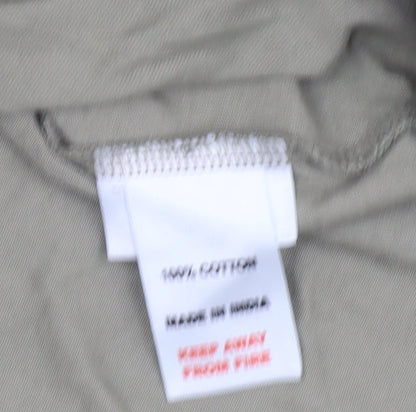 100% COTTON
MADE IN INDIA
KEEP AWAY
FROM FIRE